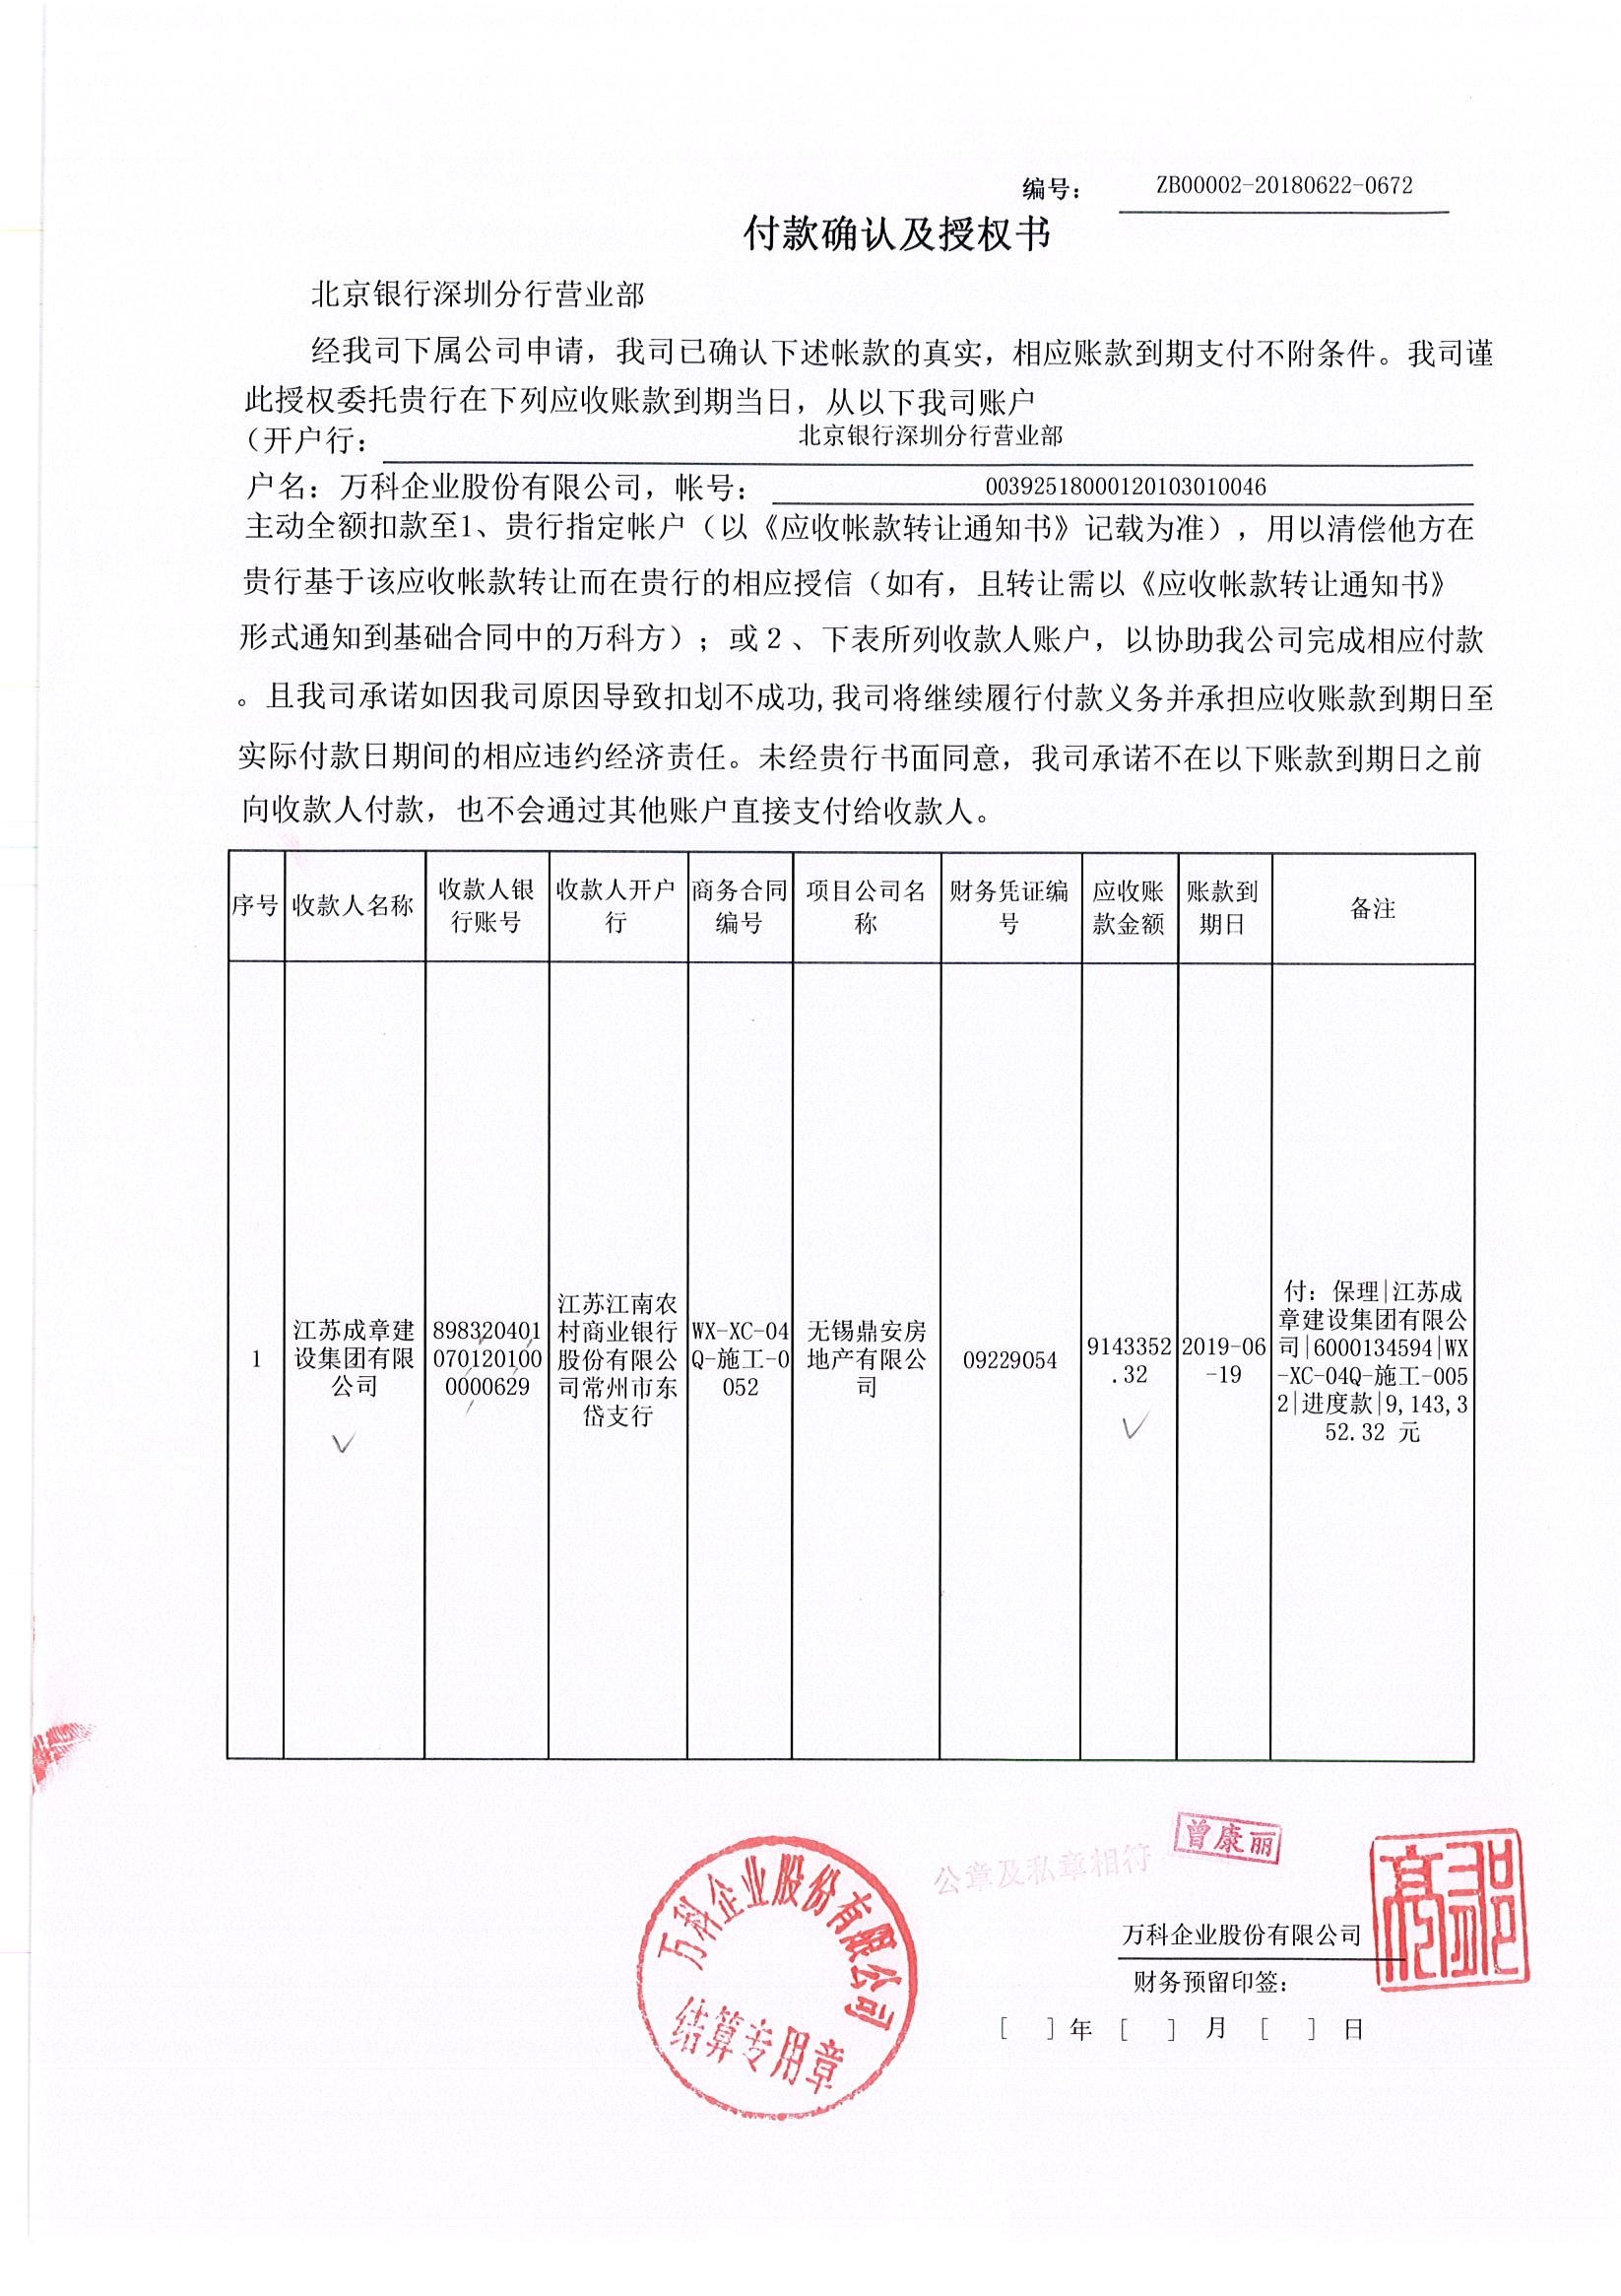 编号： ZB00002-20180622-0672
付款确认及授权书
北京银行深圳分行营业部
经我司下属公司申请，我司已确认下述帐款的真实，相应账款到期支付不附条件。我司谨
此授权委托贵行在下列应收账款到期当日，从以下我司账户
（开户行： 北京银行深圳分行营业部
户名：万科企业股份有限公司，帐号： 00392518000120103010046
主动全额扣款至1、贵行指定帐户（以《应收帐款转让通知书》记载为准），用以清偿他方在
贵行基于该应收帐款转让而在贵行的相应授信（如有，且转让需以《应收帐款转让通知书》
形式通知到基础合同中的万科方）；或２、下表所列收款人账户，以协助我公司完成相应付款
。且我司承诺如因我司原因导致扣划不成功,我司将继续履行付款义务并承担应收账款到期日至
实际付款日期间的相应违约经济责任。未经贵行书面同意，我司承诺不在以下账款到期日之前
向收款人付款，也不会通过其他账户直接支付给收款人。
序号
收款人名称
收款人银
行账号
收款人开户
行
商务合同
编号
项目公司名
称
财务凭证编
号
应收账
款金额
账款到
期日
备注
1
江苏成章建
设集团有限
公司
898320401
070120100
0000629
江苏江南农
村商业银行
股份有限公
司常州市东
岱支行
WX-XC-04
Q-施工-0
052
无锡鼎安房
地产有限公
司
09229054
9143352
.32
2019-06
-19
付：保理|江苏成
章建设集团有限公
司|6000134594|WX
-XC-04Q-施工-005
2|进度款|9,143,3
52.32 元
曾康丽
公章及私章相符
万科企业股份有限公司
结算专用章
万科企业股份有限公司
财务预留印签：
[ ]年 [ ] 月 [ ] 日